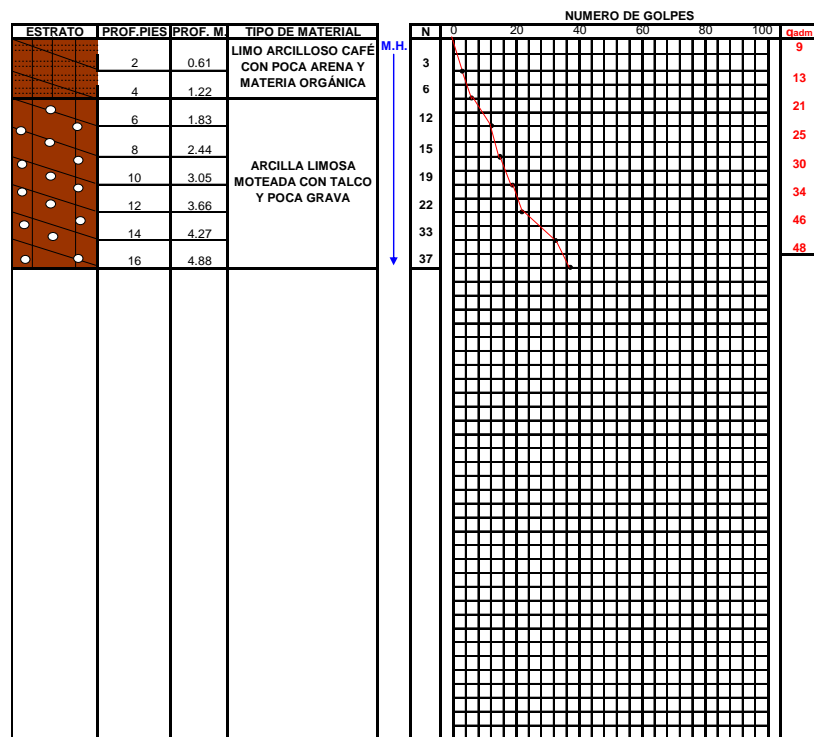 NUMERO DE GOLPES
ESTRATO PROF.PIES PROF. M. TIPO DE MATERIAL N 0 20 40 60 80 100 qadm
M.H.
LIMO ARCILLOSO CAFÉ
CON POCA ARENA Y
MATERIA ORGÁNICA
ARCILLA LIMOSA
MOTEADA CON TALCO
Y POCA GRAVA
2 0.61 3 9
4 1.22 6 13
6 1.83 12 21
8 2.44 15 25
10 3.05 19 30
12 3.66 22 34
14 4.27 33 46
16 4.88 37 48